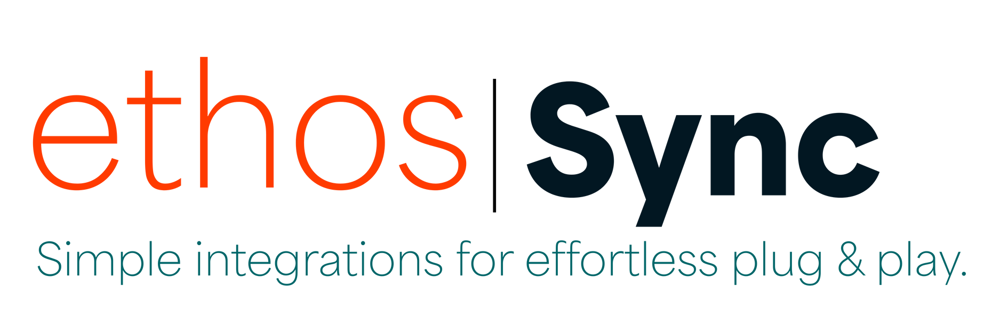 ethos|Sync
Simple integrations for effortless plug & play.